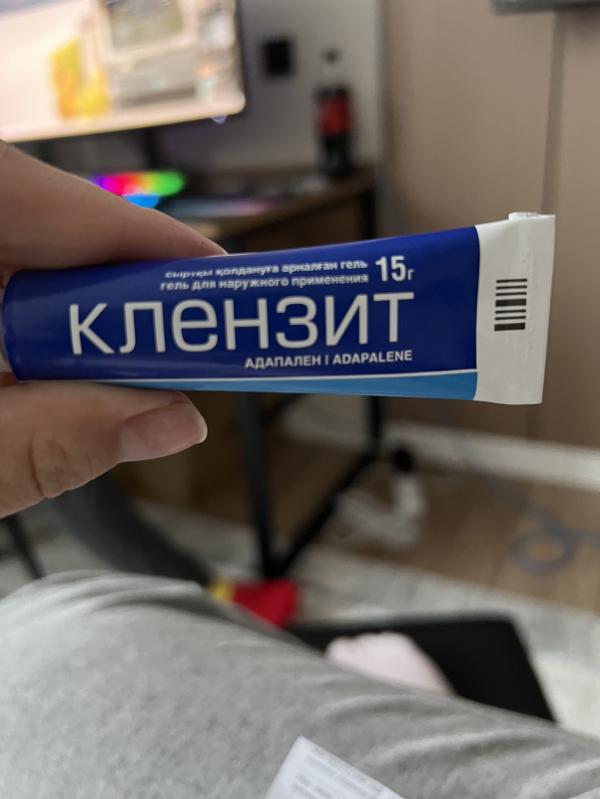 сыртқы қолдануға арналған гель
гель для наружного применения
15г
клензит
АДАПАЛЕН | ADAPALENE